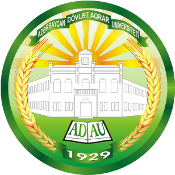 AZƏRBAYCAN DÖVLƏT AQRAR UNİVERSİTETİ
ADAU
1929